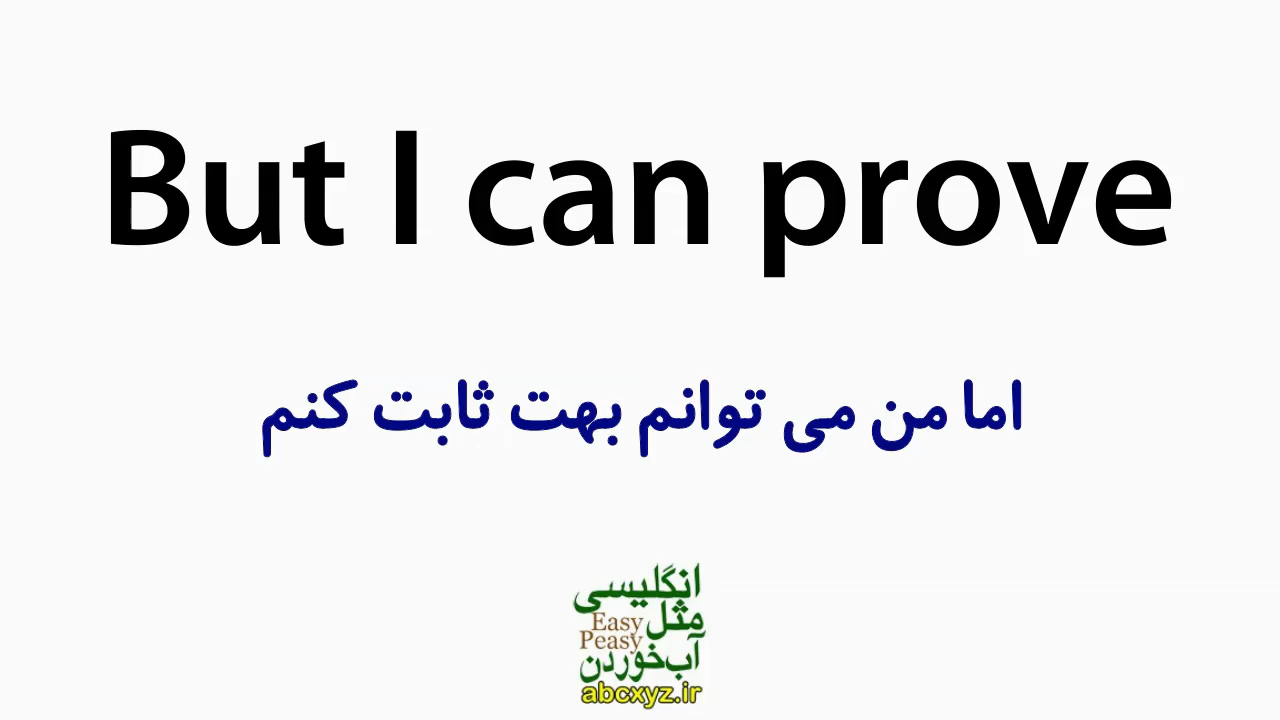 But I can prove
اما من می توانم بهت ثابت کنم
انگلیسی
مثل
Easy
Peasy
آب‌خوردن
abcxyz.ir